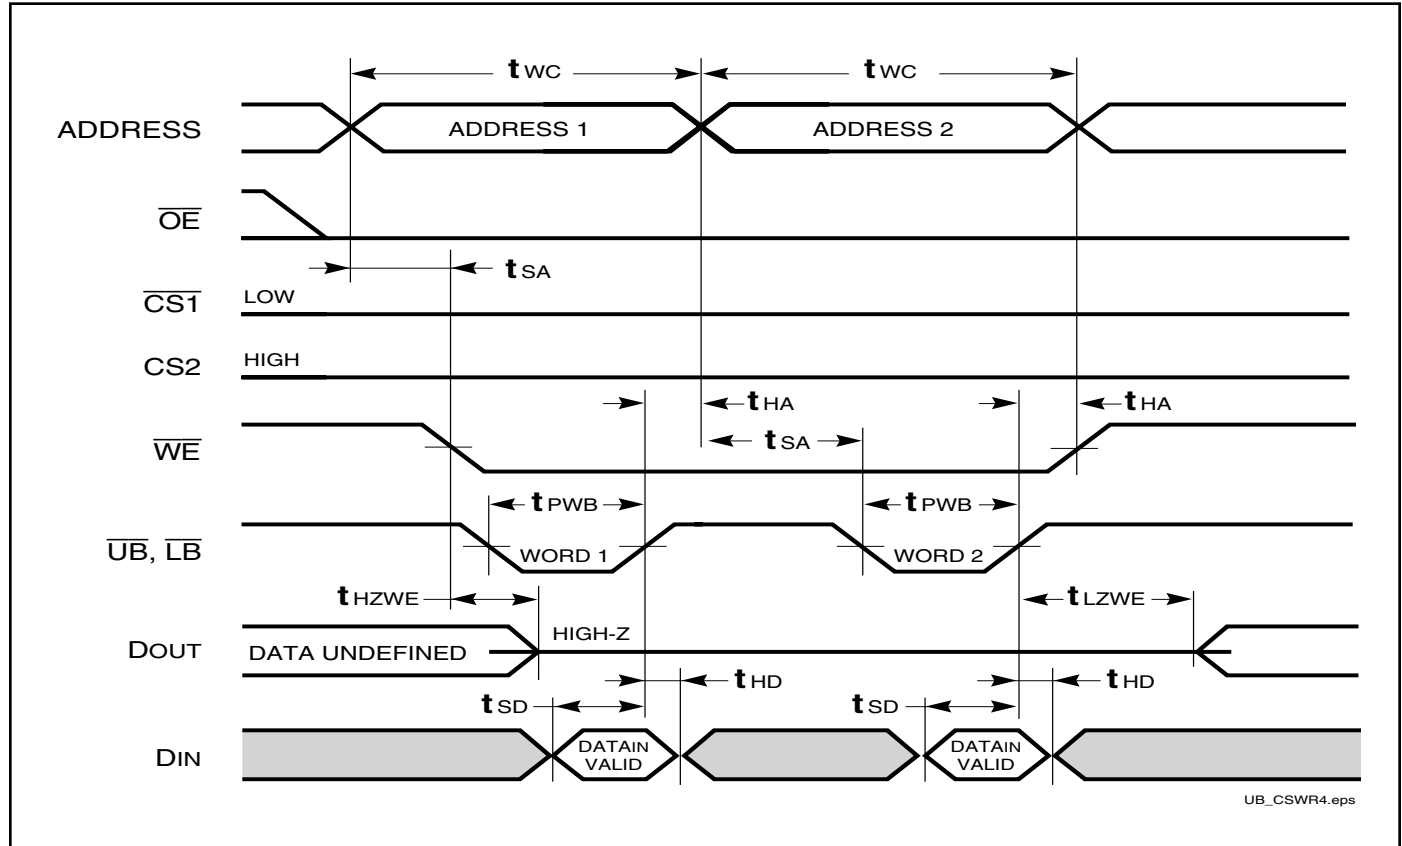 tWC tWC
ADDRESS ADDRESS 1 ADDRESS 2
OE
tSA
CS1 LOW
CS2 HIGH
tHA tHA
WE tSA
tPWB tPWB
UB, LB WORD 1 WORD 2
tHZWE tLZWE
DOUT DATA UNDEFINED HIGH-Z
tHD tHD
tSD tSD
DIN DATAIN VALID DATAIN VALID
UB_CSWR4.eps